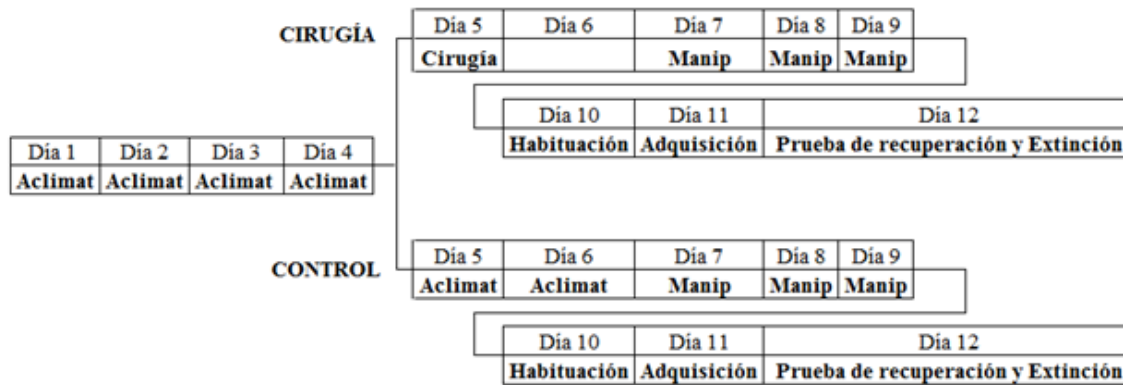 CIRUGÍA
Día 5 Día 6 Día 7 Día 8 Día 9
Cirugía Manip Manip Manip
Día 10 Día 11 Día 12
Habituación Adquisición Prueba de recuperación y Extinción
Día 1 Día 2 Día 3 Día 4
Aclimat Aclimat Aclimat Aclimat
CONTROL
Día 5 Día 6 Día 7 Día 8 Día 9
Aclimat Aclimat Manip Manip Manip
Día 10 Día 11 Día 12
Habituación Adquisición Prueba de recuperación y Extinción